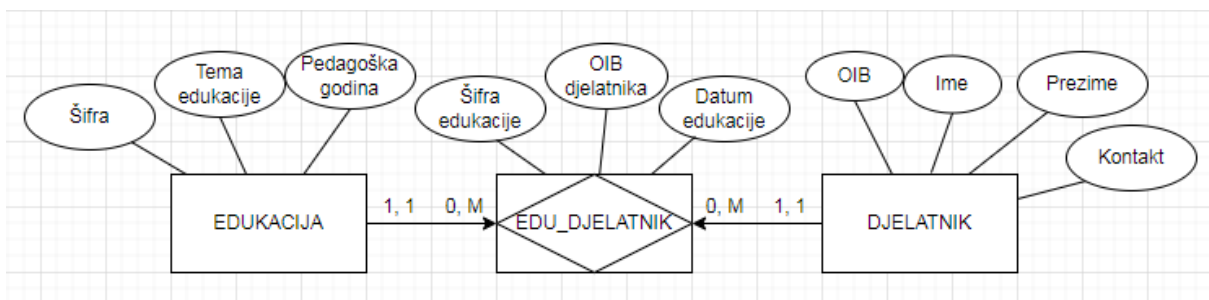 Šifra
Tema
edukacije
Pedagoška
godina
Šifra
edukacije
OIB
djelatnika
Datum
edukacije
OIB
Ime
Prezime
Kontakt
EDUKACIJA
1, 1
0, M
EDU_DJELATNIK
0, M
1, 1
DJELATNIK